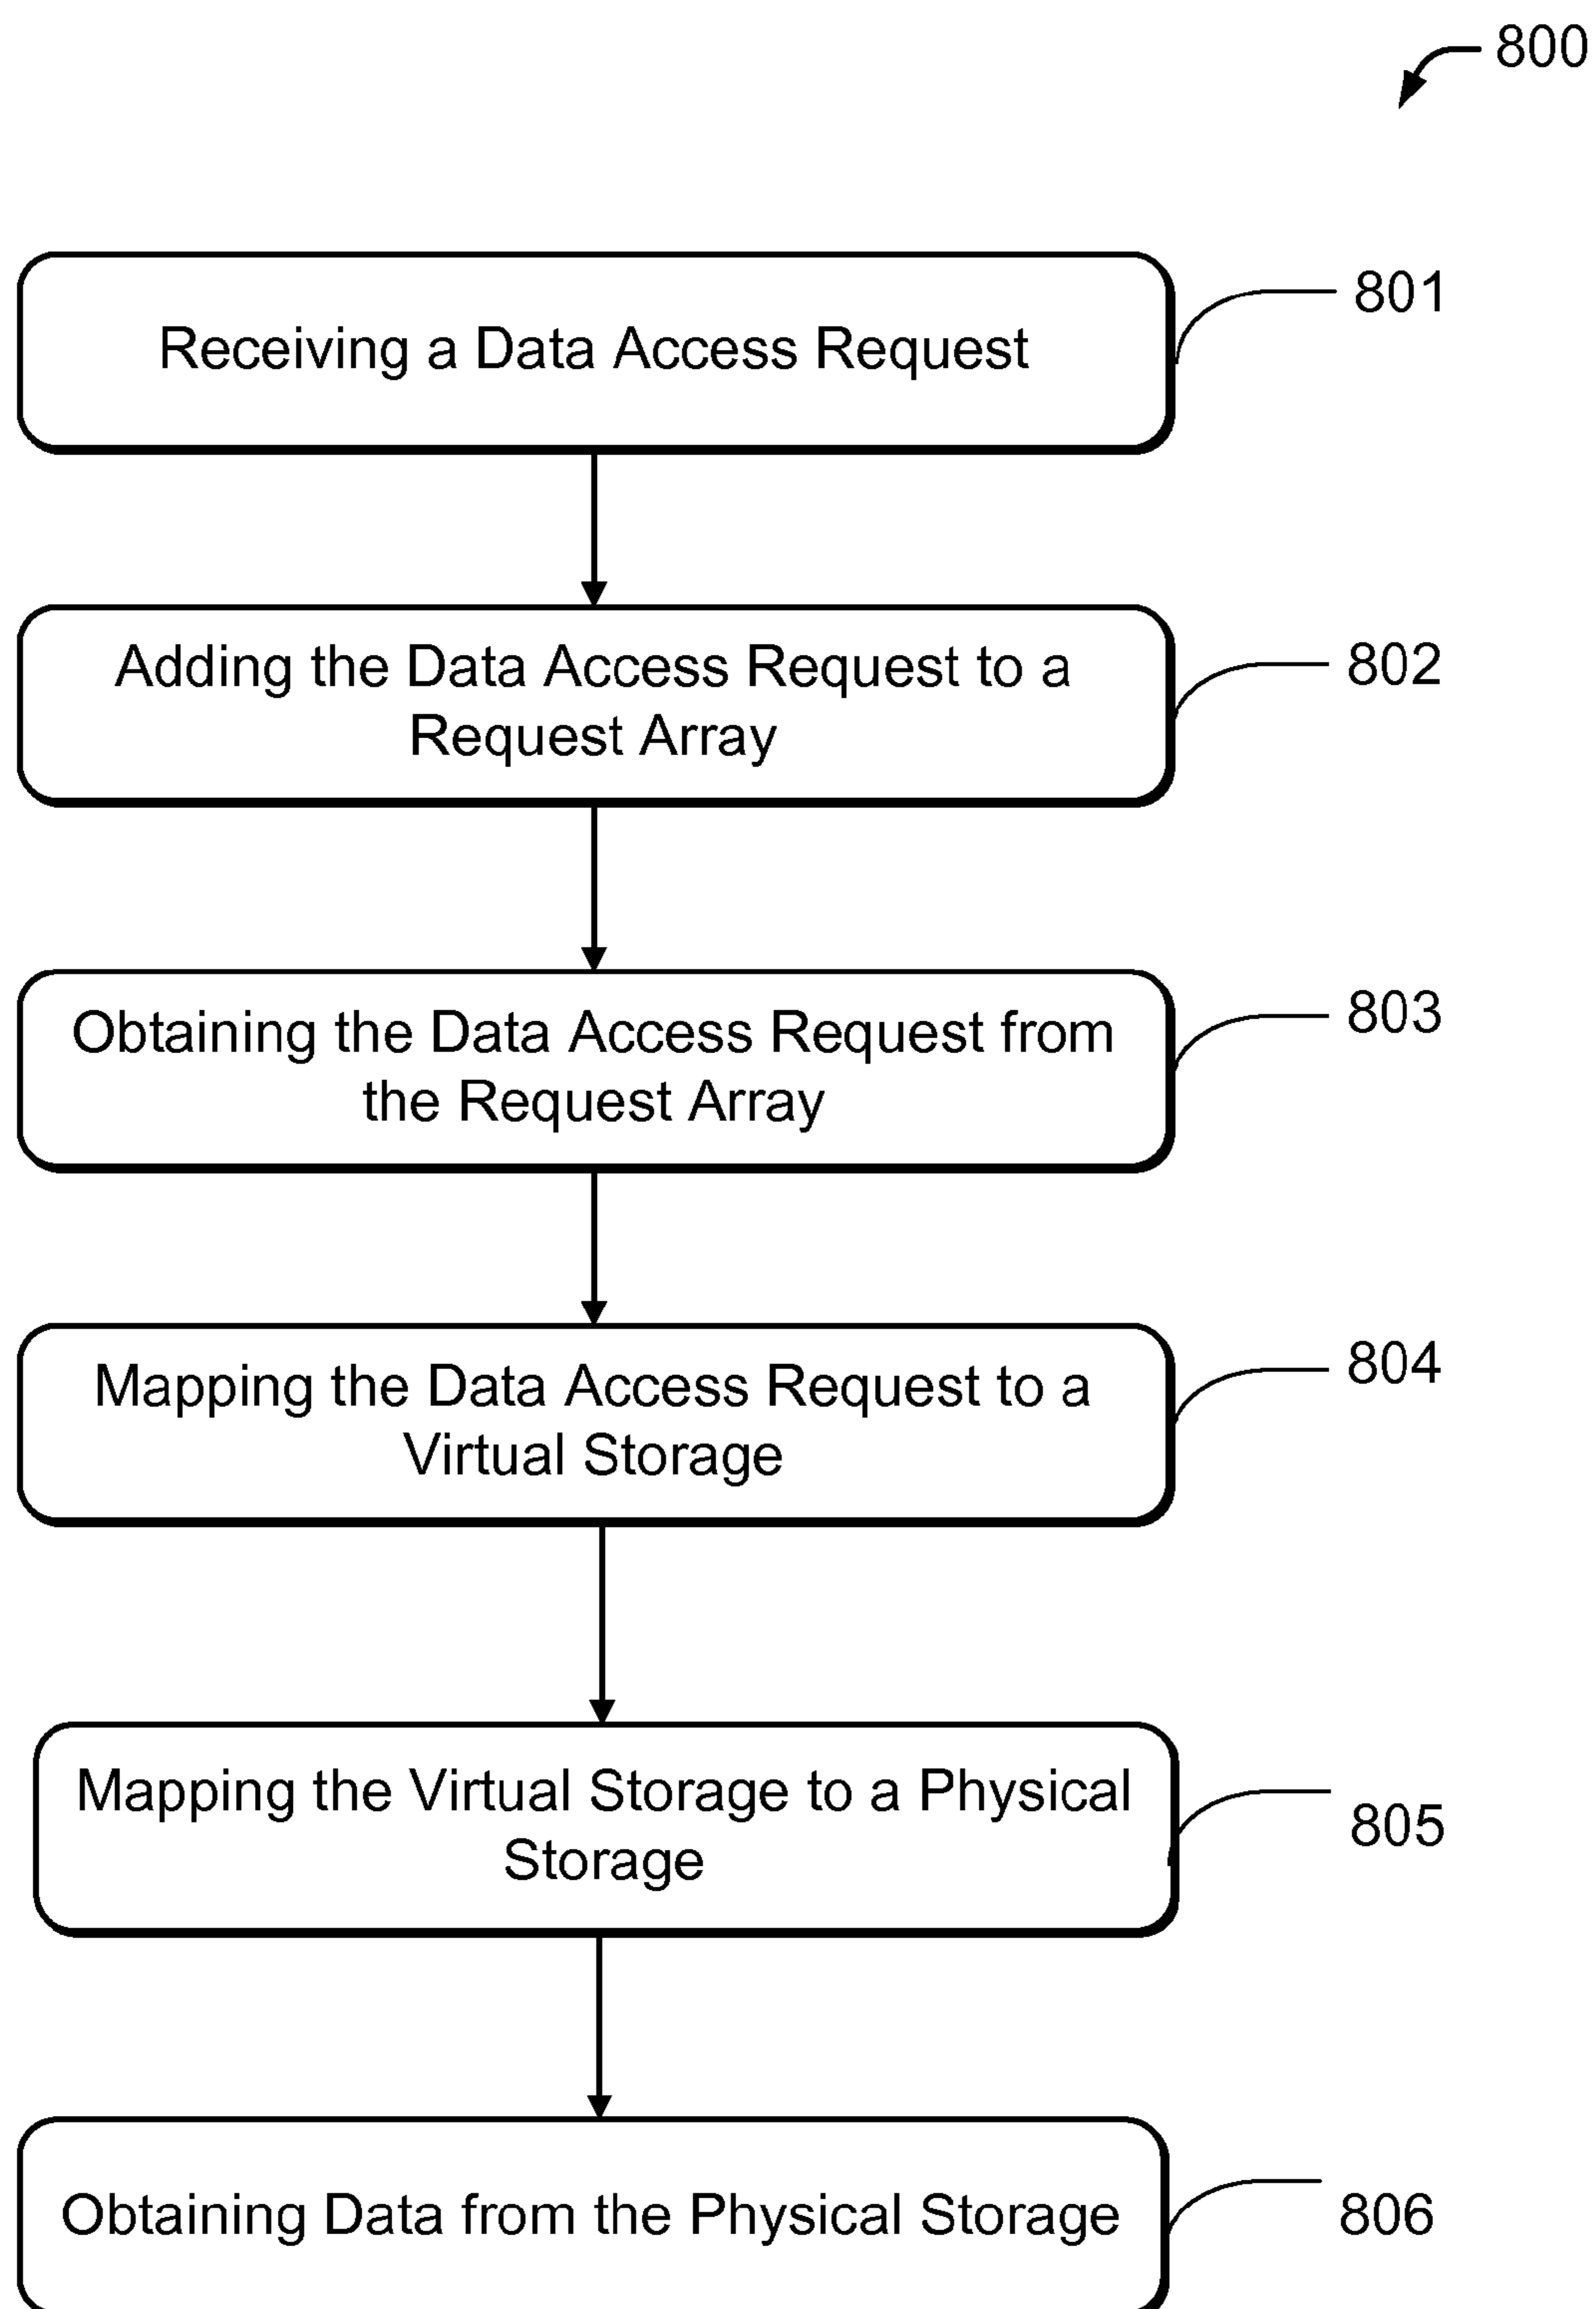 800
Receiving a Data Access Request
801
Adding the Data Access Request to a
Request Array
802
Obtaining the Data Access Request from
the Request Array
803
Mapping the Data Access Request to a
Virtual Storage
804
Mapping the Virtual Storage to a Physical
Storage
805
Obtaining Data from the Physical Storage
806